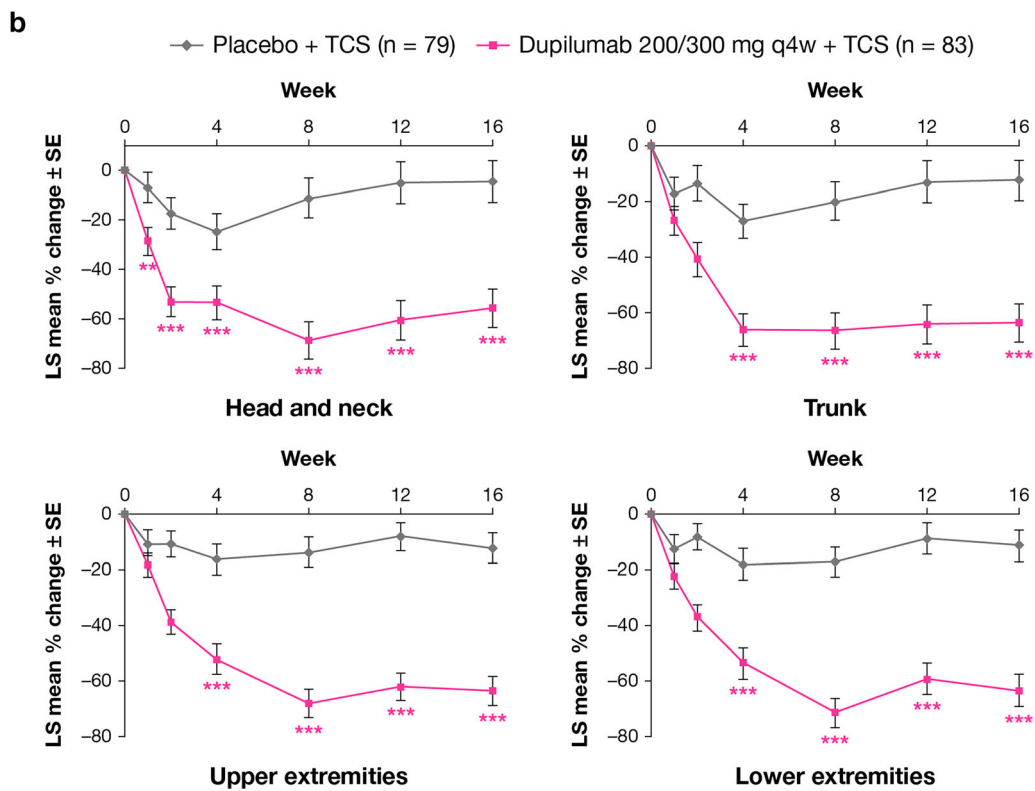 b
Placebo + TCS (n = 79) Dupilumab 200/300 mg q4w + TCS (n = 83)
Week
0 4 8 12 16
LS mean % change ± SE
0
–20
–40
–60
–80
** *** *** *** *** ***
Head and neck
Week
0 4 8 12 16
LS mean % change ± SE
0
–20
–40
–60
–80
*** *** *** ***
Trunk
Week
0 4 8 12 16
LS mean % change ± SE
0
–20
–40
–60
–80
*** *** *** ***
Upper extremities
Week
0 4 8 12 16
LS mean % change ± SE
0
–20
–40
–60
–80
*** *** *** ***
Lower extremities